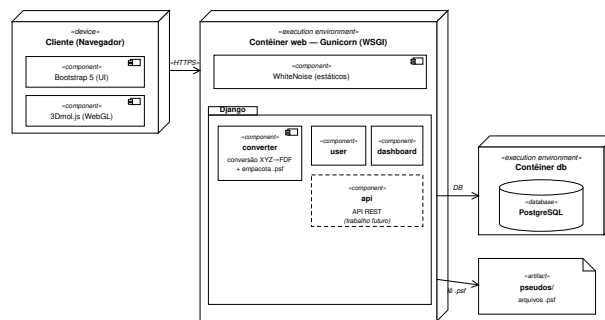 «device»
Cliente (Navegador)
«component»
Bootstrap 5 (UI)
«component»
3Dmol.js (WebGL)
«HTTPS»
«execution environment»
Contêiner web — Gunicorn (WSGI)
«component»
WhiteNoise (estáticos)
Django
«component»
converter
conversão XYZ→FDF
+ empacota .psf
«component»
user
«component»
dashboard
«component»
api
API REST
(trabalho futuro)
DB
«execution environment»
Contêiner db
«database»
PostgreSQL
lê .psf
«artifact»
pseudos/
arquivos .psf